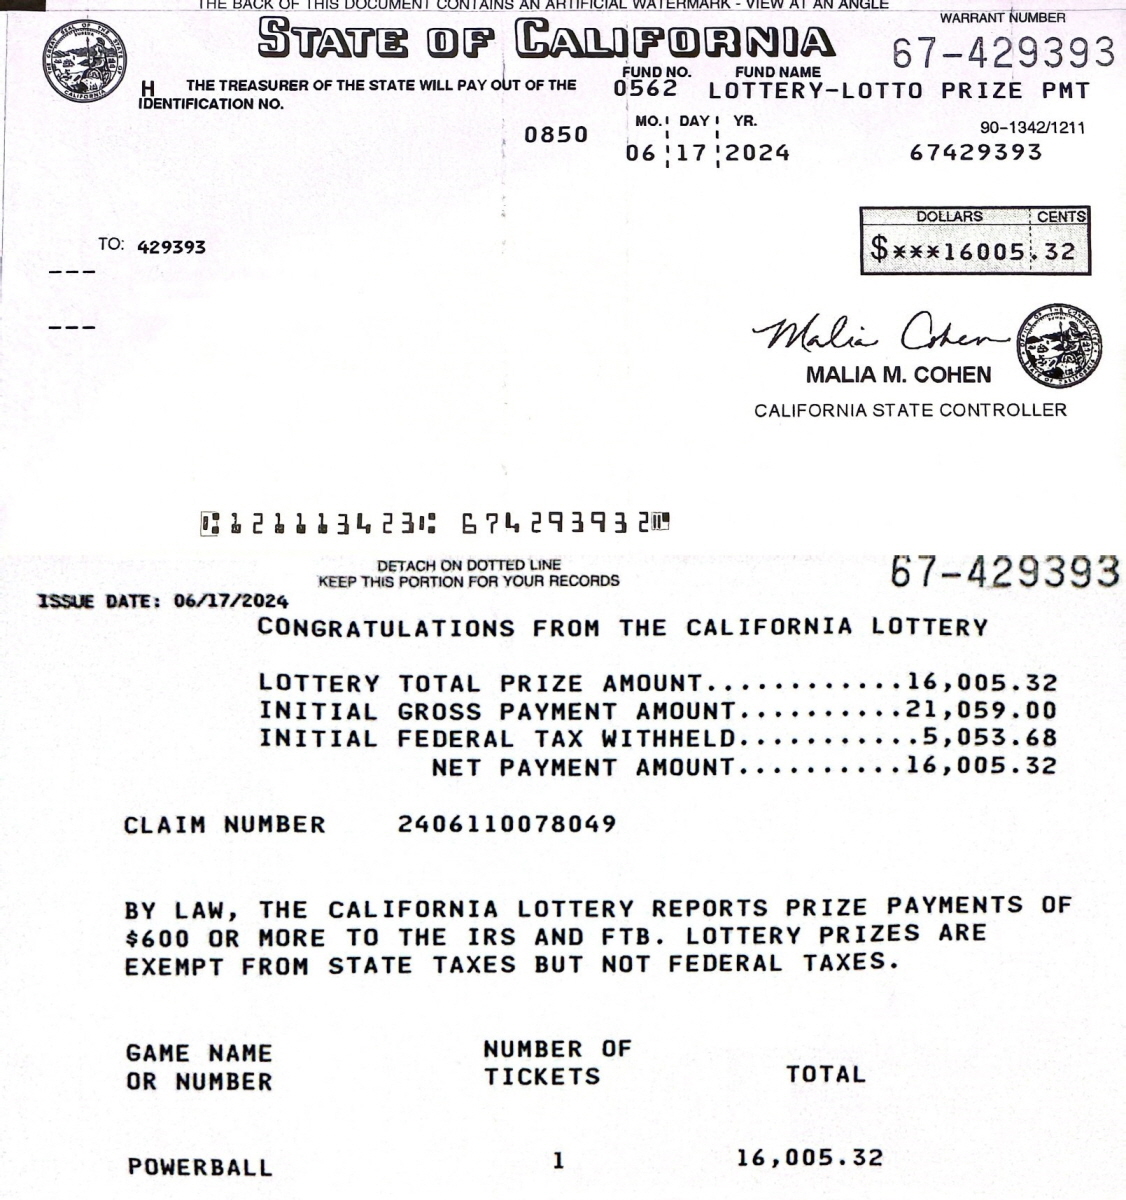 THE BACK OF THIS DOCUMENT CONTAINS AN ARTIFICIAL WATERMARK - VIEW AT AN ANGLE
STATE OF CALIFORNIA
WARRANT NUMBER
67-429393
H THE TREASURER OF THE STATE WILL PAY OUT OF THE
IDENTIFICATION NO.
FUND NO. FUND NAME
0562 LOTTERY-LOTTO PRIZE PMT
0850
MO. DAY YR.
06 17 2024
90-1342/1211
67429393
TO: 429393
DOLLARS CENTS
$***16005.32
---
---
Malia Cohen
MALIA M. COHEN
CALIFORNIA STATE CONTROLLER
⑆121113423⑆ 674293932⑈
DETACH ON DOTTED LINE
KEEP THIS PORTION FOR YOUR RECORDS
67-429393
ISSUE DATE: 06/17/2024
CONGRATULATIONS FROM THE CALIFORNIA LOTTERY
LOTTERY TOTAL PRIZE AMOUNT............16,005.32
INITIAL GROSS PAYMENT AMOUNT..........21,059.00
INITIAL FEDERAL TAX WITHHELD...........5,053.68
NET PAYMENT AMOUNT..........16,005.32
CLAIM NUMBER 2406110078049
BY LAW, THE CALIFORNIA LOTTERY REPORTS PRIZE PAYMENTS OF
$600 OR MORE TO THE IRS AND FTB. LOTTERY PRIZES ARE
EXEMPT FROM STATE TAXES BUT NOT FEDERAL TAXES.
GAME NAME
OR NUMBER
NUMBER OF
TICKETS
TOTAL
POWERBALL 1 16,005.32